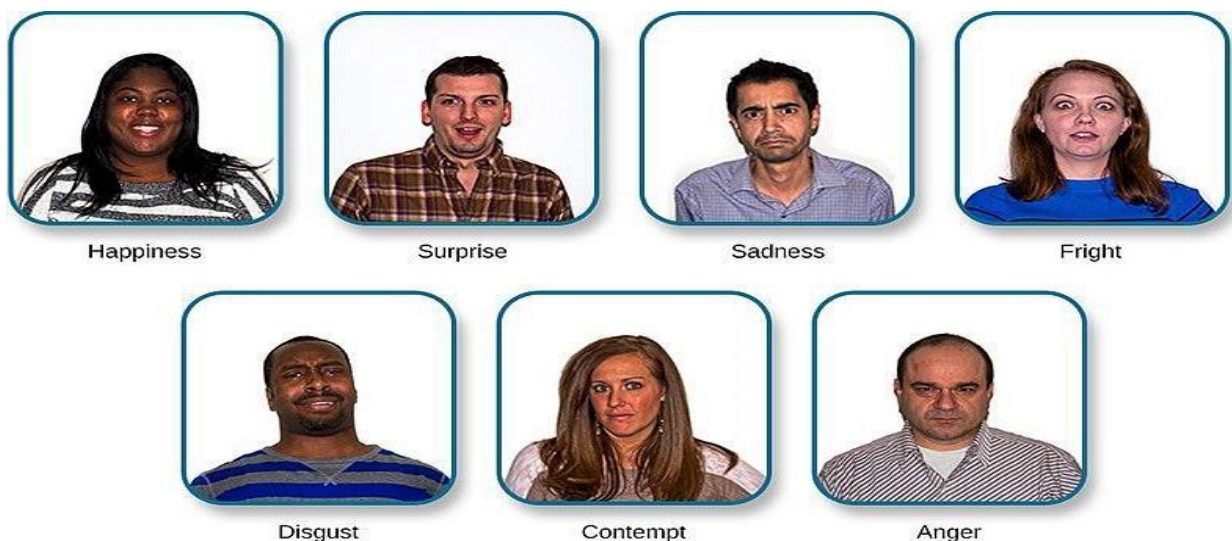 Happiness
Surprise
Sadness
Fright
Disgust
Contempt
Anger